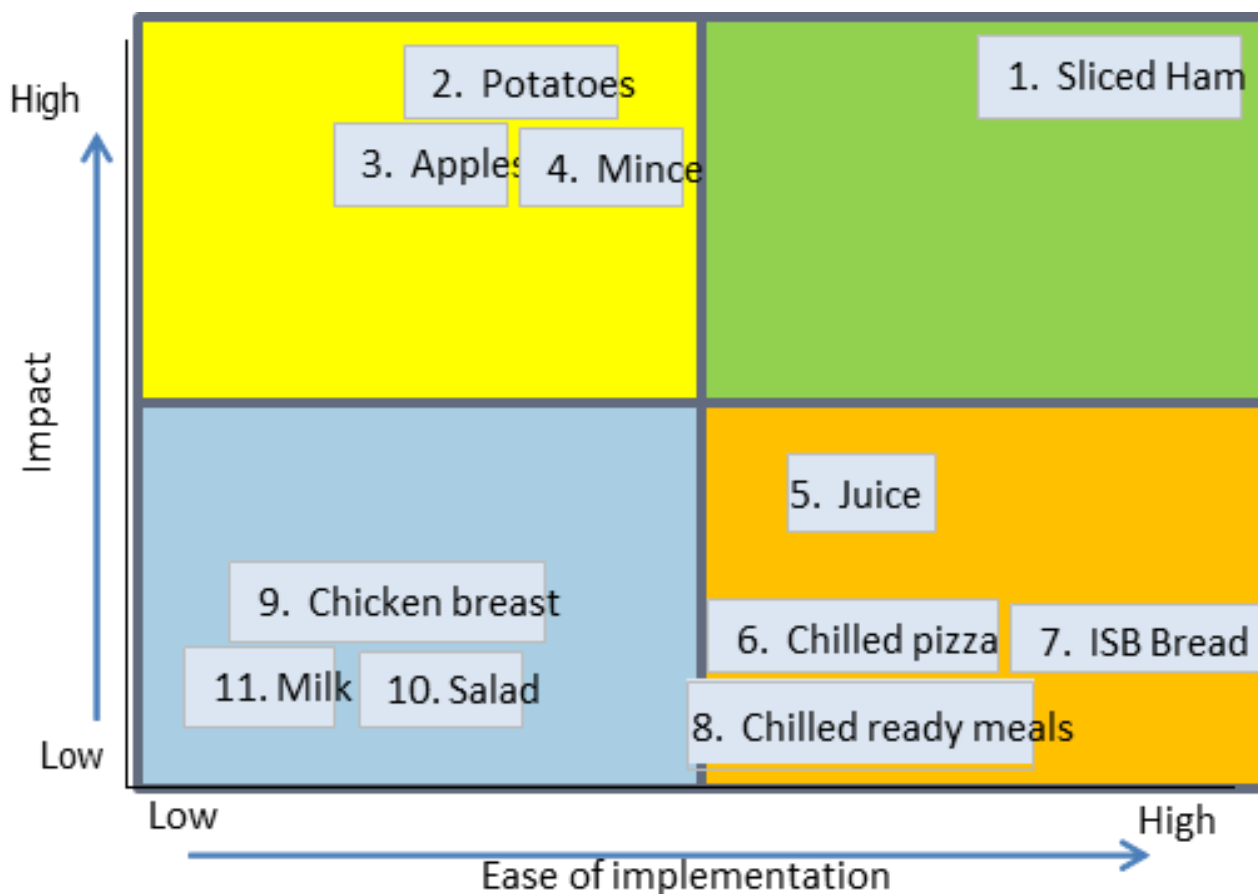 High
1. Sliced Ham
2. Potatoes
3. Apples
4. Mince
Impact
5. Juice
9. Chicken breast
6. Chilled pizza
7. ISB Bread
11. Milk
10. Salad
8. Chilled ready meals
Low
Low
High
Ease of implementation